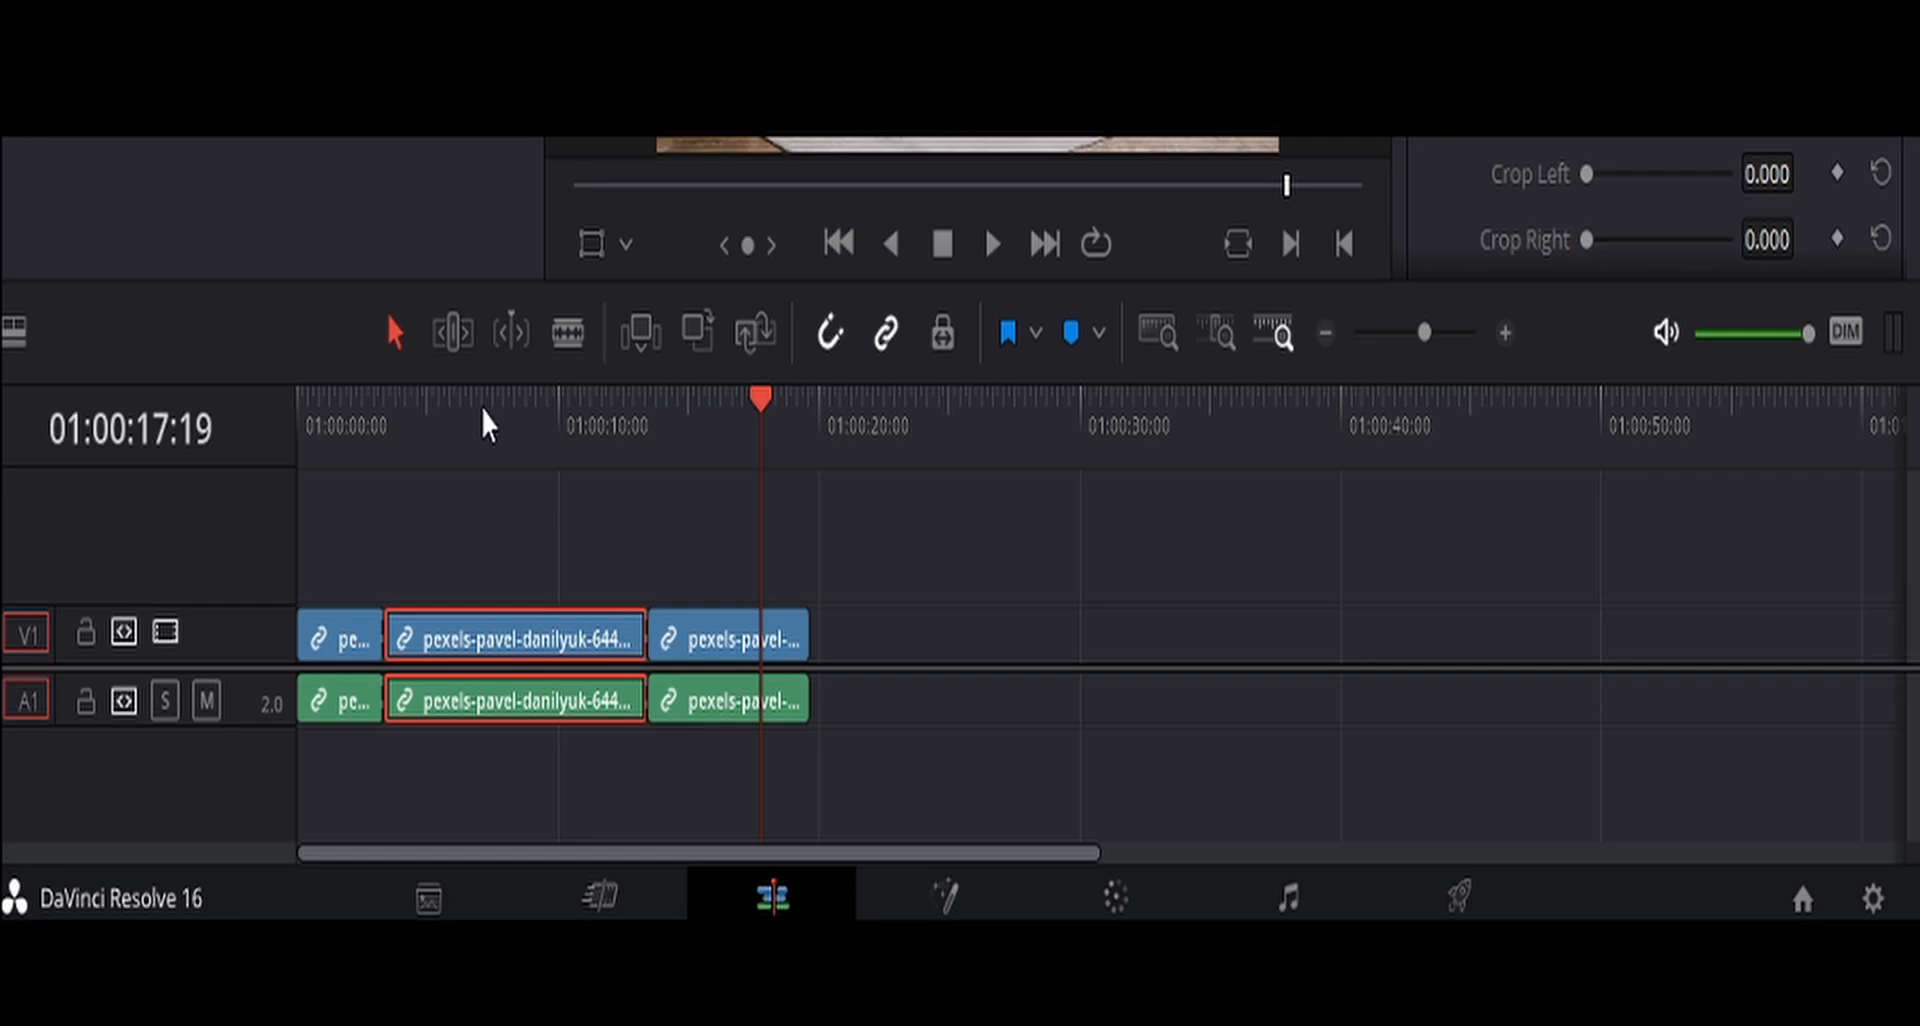 Crop Left 0.000
Crop Right 0.000
DIM
01:00:17:19
01:00:00:00 01:00:10:00 01:00:20:00 01:00:30:00 01:00:40:00 01:00:50:00 01:0
V1 pe... pexels-pavel-danilyuk-644... pexels-pavel-...
A1 S M 2.0 pe... pexels-pavel-danilyuk-644... pexels-pavel-...
DaVinci Resolve 16